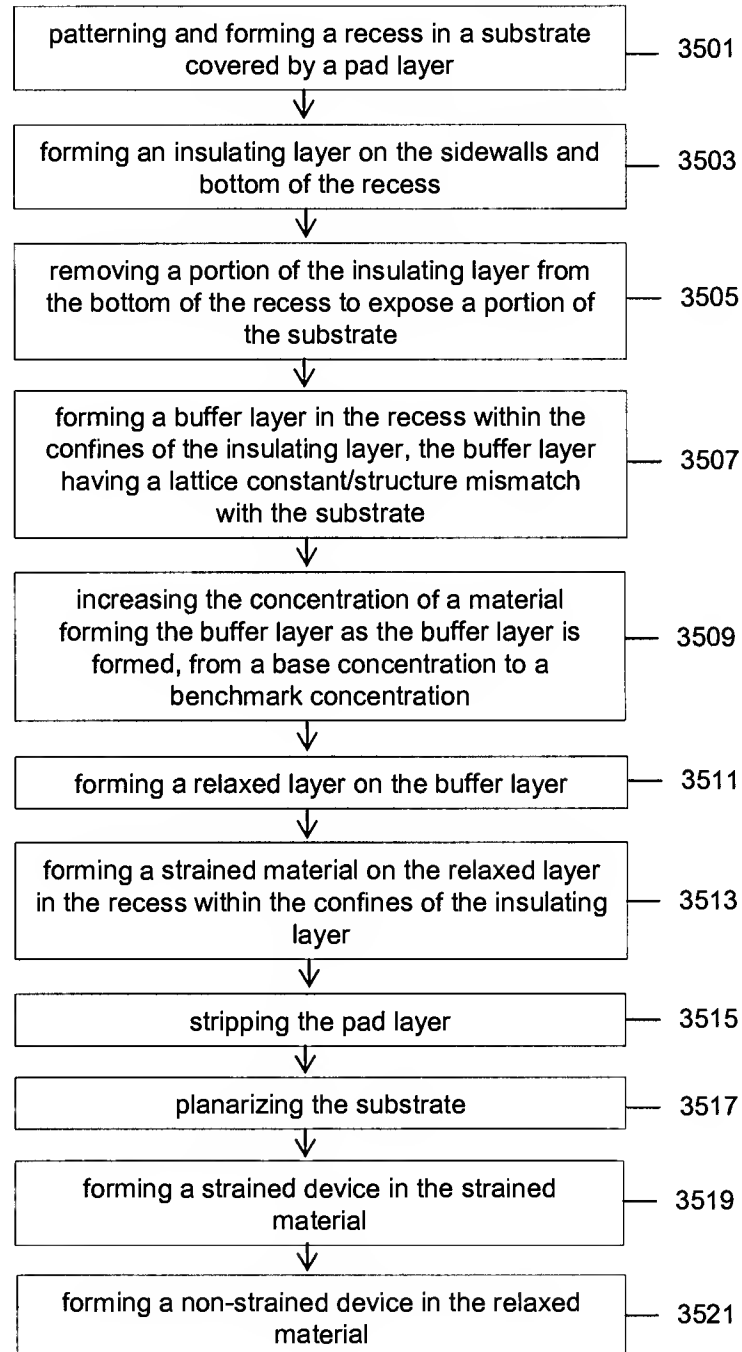 patterning and forming a recess in a substrate
covered by a pad layer
3501
forming an insulating layer on the sidewalls and
bottom of the recess
3503
removing a portion of the insulating layer from
the bottom of the recess to expose a portion of
the substrate
3505
forming a buffer layer in the recess within the
confines of the insulating layer, the buffer layer
having a lattice constant/structure mismatch
with the substrate
3507
increasing the concentration of a material
forming the buffer layer as the buffer layer is
formed, from a base concentration to a
benchmark concentration
3509
forming a relaxed layer on the buffer layer
3511
forming a strained material on the relaxed layer
in the recess within the confines of the insulating
layer
3513
stripping the pad layer
3515
planarizing the substrate
3517
forming a strained device in the strained
material
3519
forming a non-strained device in the relaxed
material
3521